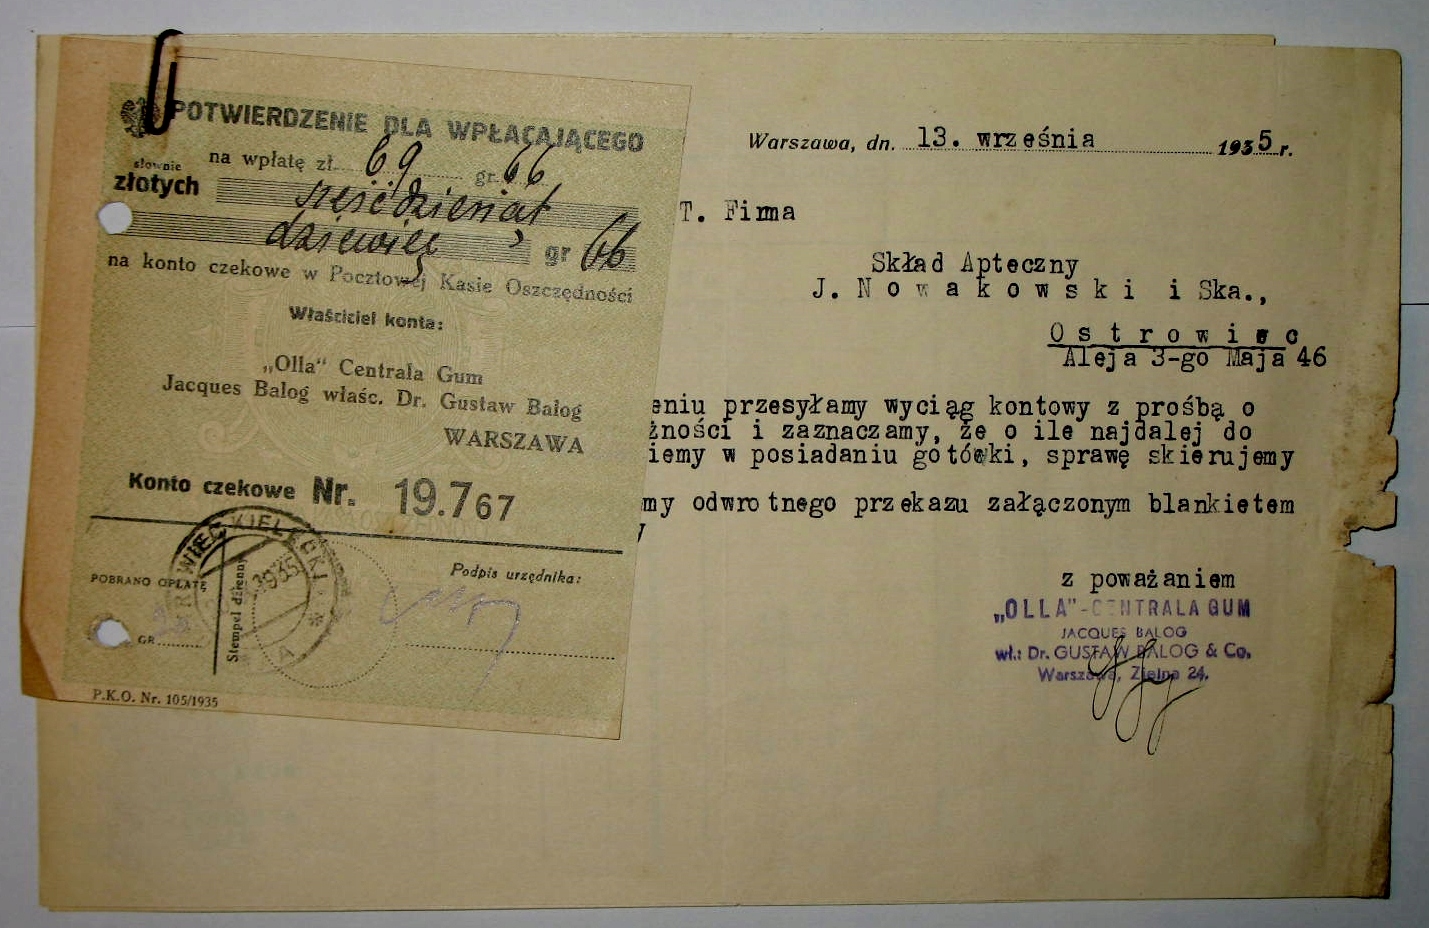 POTWIERDZENIE DLA WPŁACAJĄCEGO
na wpłatę zł. 69 gr. 66
słownie
złotych sześćdziesiąt
dziewięć gr 66
na konto czekowe w Pocztowej Kasie Oszczędności
Właściciel konta:
„Olla" Centrala Gum
Jacques Balog właśc. Dr. Gustaw Balog
WARSZAWA
Konto czekowe Nr. 19.767
POBRANO OPŁATĘ
GR.
Stempel dzienny
Podpis urzędnika:
P.K.O. Nr. 105/1935
Warszawa, dn. 13. września 1935 r.
T. Firma
Skład Apteczny
J. Nowakowski i Ska.,
Ostrowiec
Aleja 3-go Maja 46
eniu przesyłamy wyciąg kontowy z prośbą o
żności i zaznaczamy, że o ile najdalej do
iemy w posiadaniu gotówki, sprawę skierujemy
my odwrotnego przekazu załączonym blankietem
z poważaniem
„OLLA"-CENTRALA GUM
JACQUES BALOG
wł.: Dr. GUSTAW BALOG & Co.
Warszawa, Zielna 24.